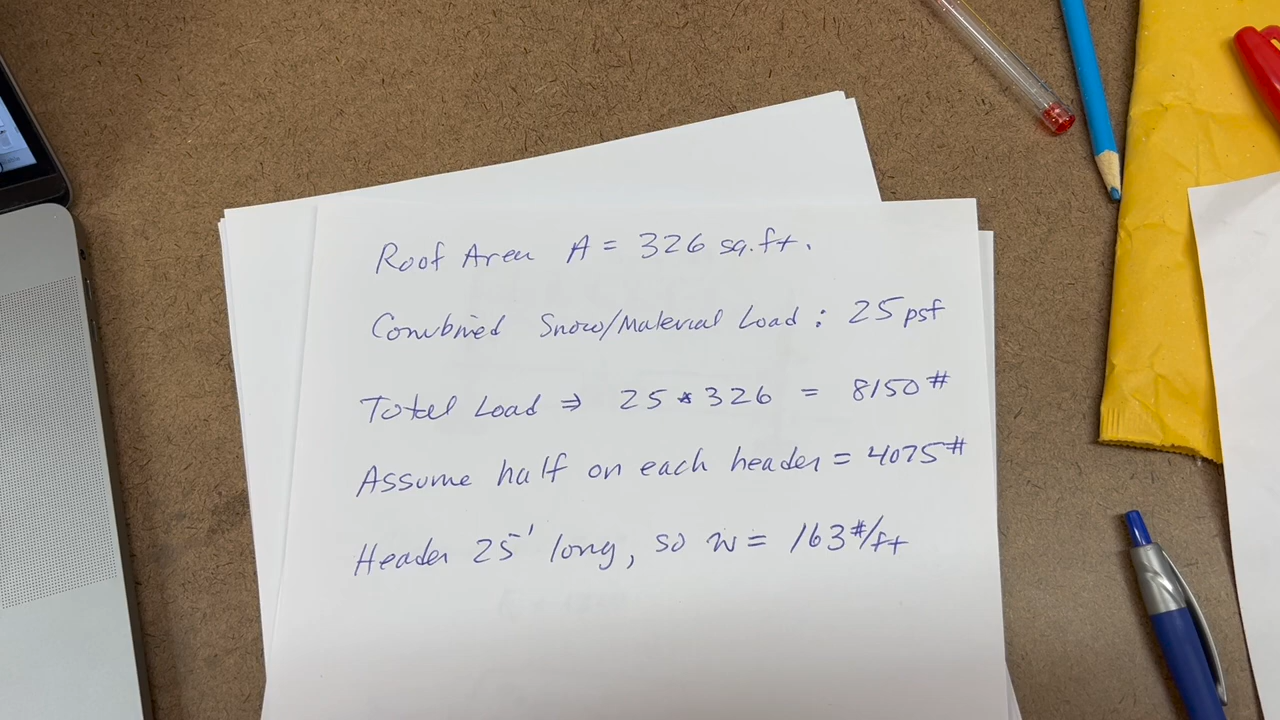 Roof Area A = 326 sq.ft.
Combined Snow/Material Load : 25 psf
Total Load ⇒ 25 * 326 = 8150 #
Assume half on each header = 4075 #
Header 25' long, so w = 163 #/ft